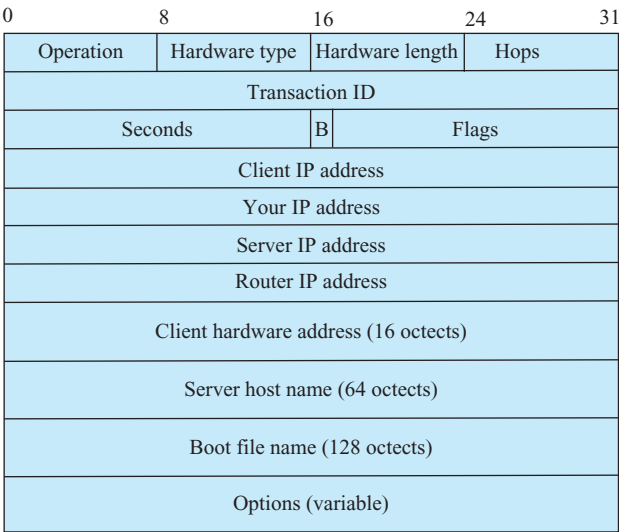 0 8 16 24 31
Operation Hardware type Hardware length Hops
Transaction ID
Seconds B Flags
Client IP address
Your IP address
Server IP address
Router IP address
Client hardware address (16 octects)
Server host name (64 octects)
Boot file name (128 octects)
Options (variable)